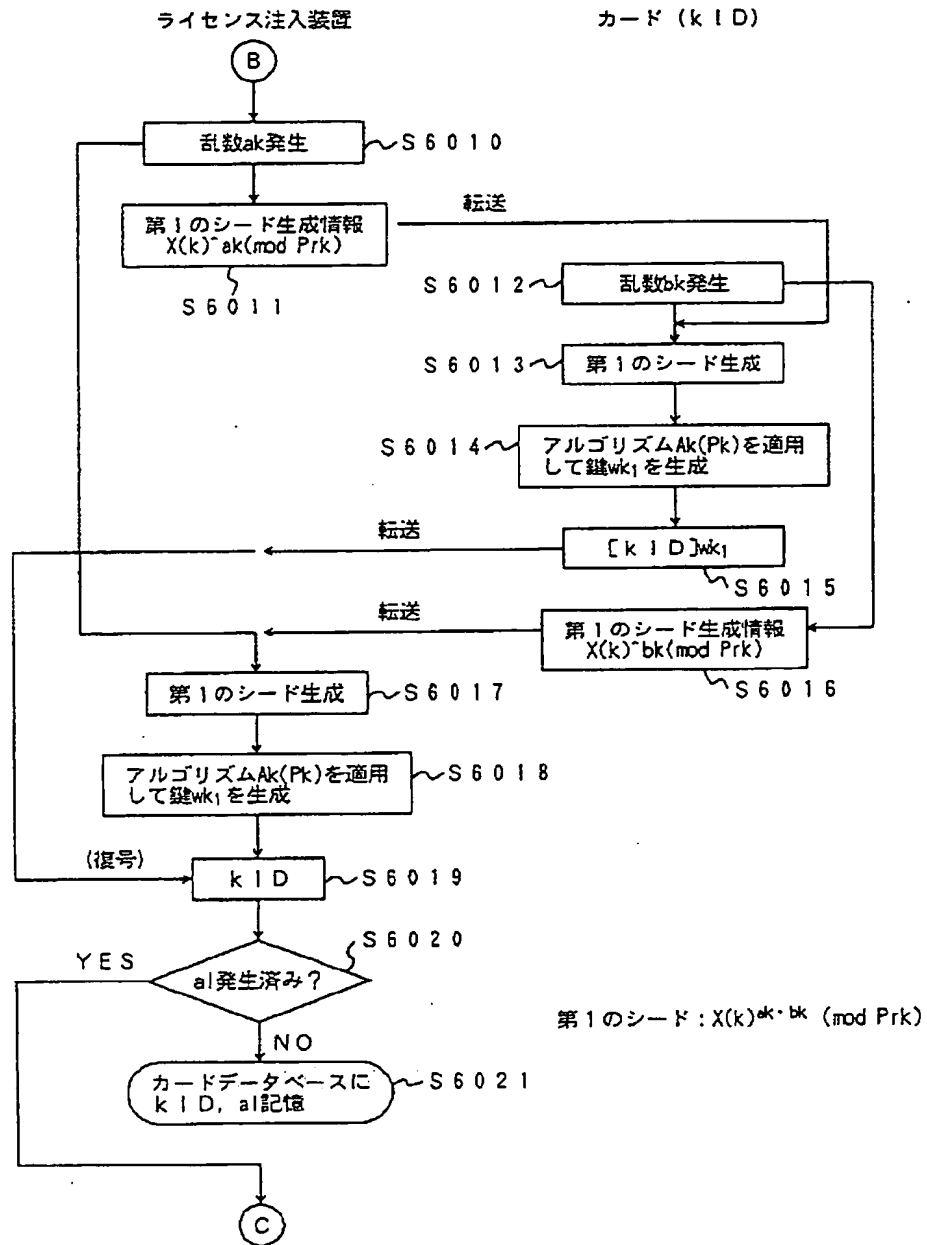 ライセンス注入装置
カード (kID)
B
乱数ak発生
S6010
第1のシード生成情報
X(k)^ak(mod Prk)
S6011
転送
S6012
乱数bk発生
S6013
第1のシード生成
S6014
アルゴリズムAk(Pk)を適用
して鍵wk₁を生成
転送
[kID]wk₁
S6015
転送
第1のシード生成情報
X(k)^bk(mod Prk)
S6016
第1のシード生成
S6017
アルゴリズムAk(Pk)を適用
して鍵wk₁を生成
S6018
(復号)
kID
S6019
S6020
YES
al発生済み?
第1のシード:X(k)^ak・bk (mod Prk)
NO
カードデータベースに
kID, al記憶
S6021
C